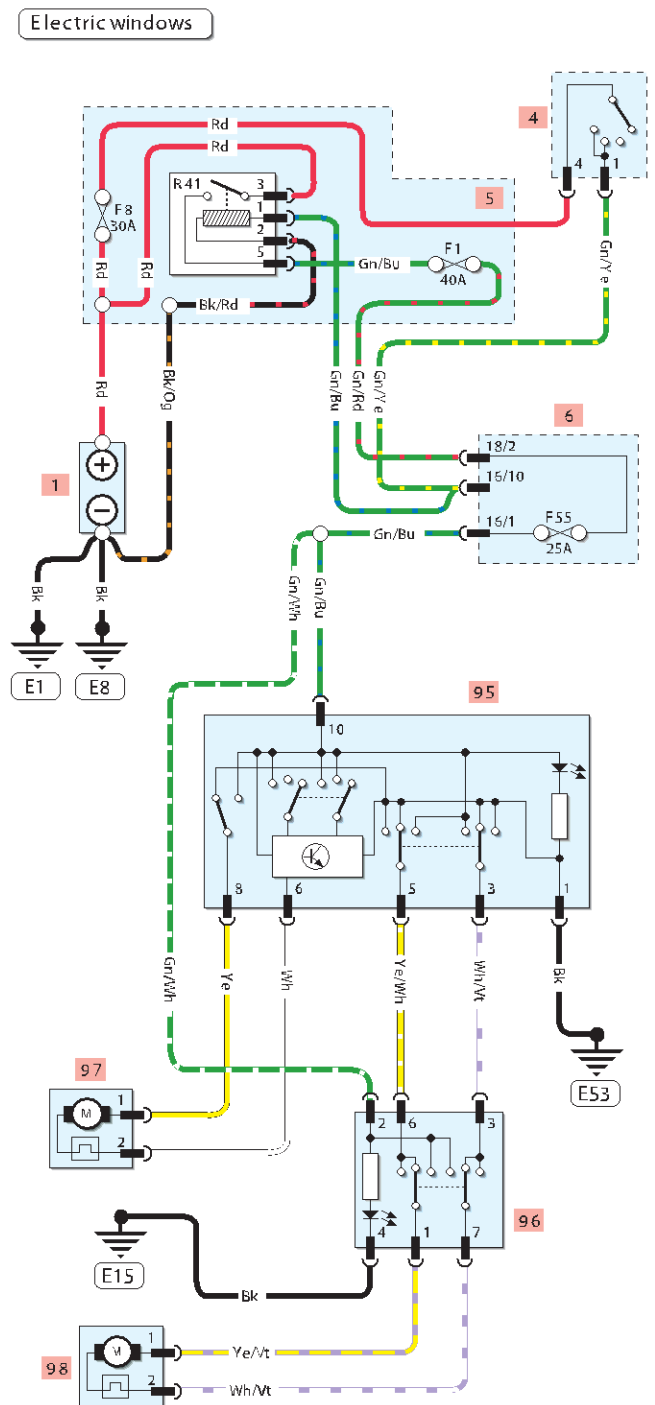 Electric windows
Rd
4
Rd
R41
3
4
1
5
F8
30A
1
2
F1
5
Gn/Bu
40A
Gn/Ye
Rd
Rd
Bk/Rd
Rd
Bk/Og
Gn/Bu
Gn/Rd
Gn/Ye
6
18/2
16/10
1
+
−
F55
16/1
Gn/Bu
25A
Bk
Bk
Gn/Wh
Gn/Bu
E1
E8
95
10
8
6
5
3
1
Gn/Wh
Ye
Wh
Ye/Wh
Wh/Vt
Bk
97
E53
1
M
2
6
3
2
96
4
1
7
E15
Bk
1
M
Ye/Vt
98
2
Wh/Vt